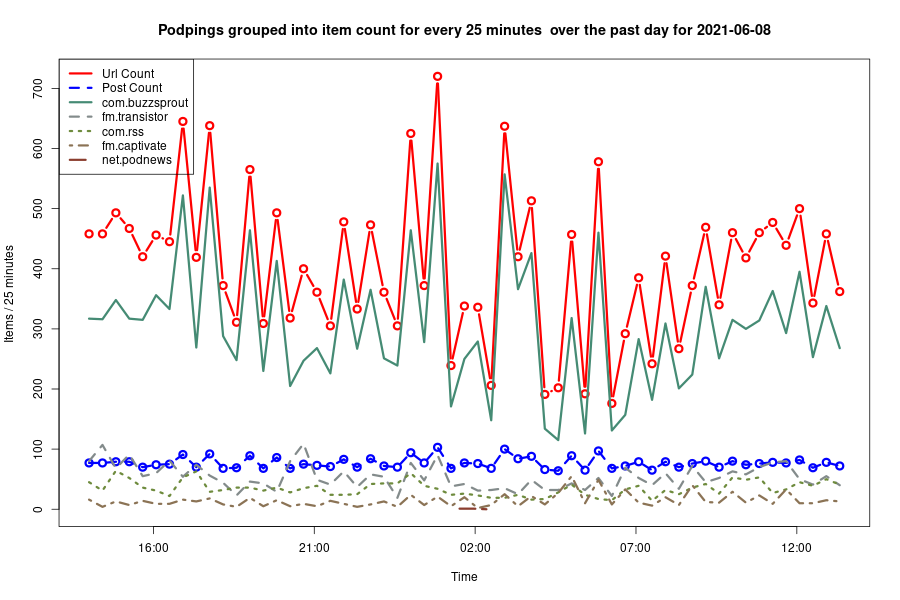 Podpings grouped into item count for every 25 minutes  over the past day for 2021-06-08
Url Count
Post Count
com.buzzsprout
fm.transistor
com.rss
fm.captivate
net.podnews
Items / 25 minutes
700
600
500
400
300
200
100
0
16:00
21:00
02:00
07:00
12:00
Time